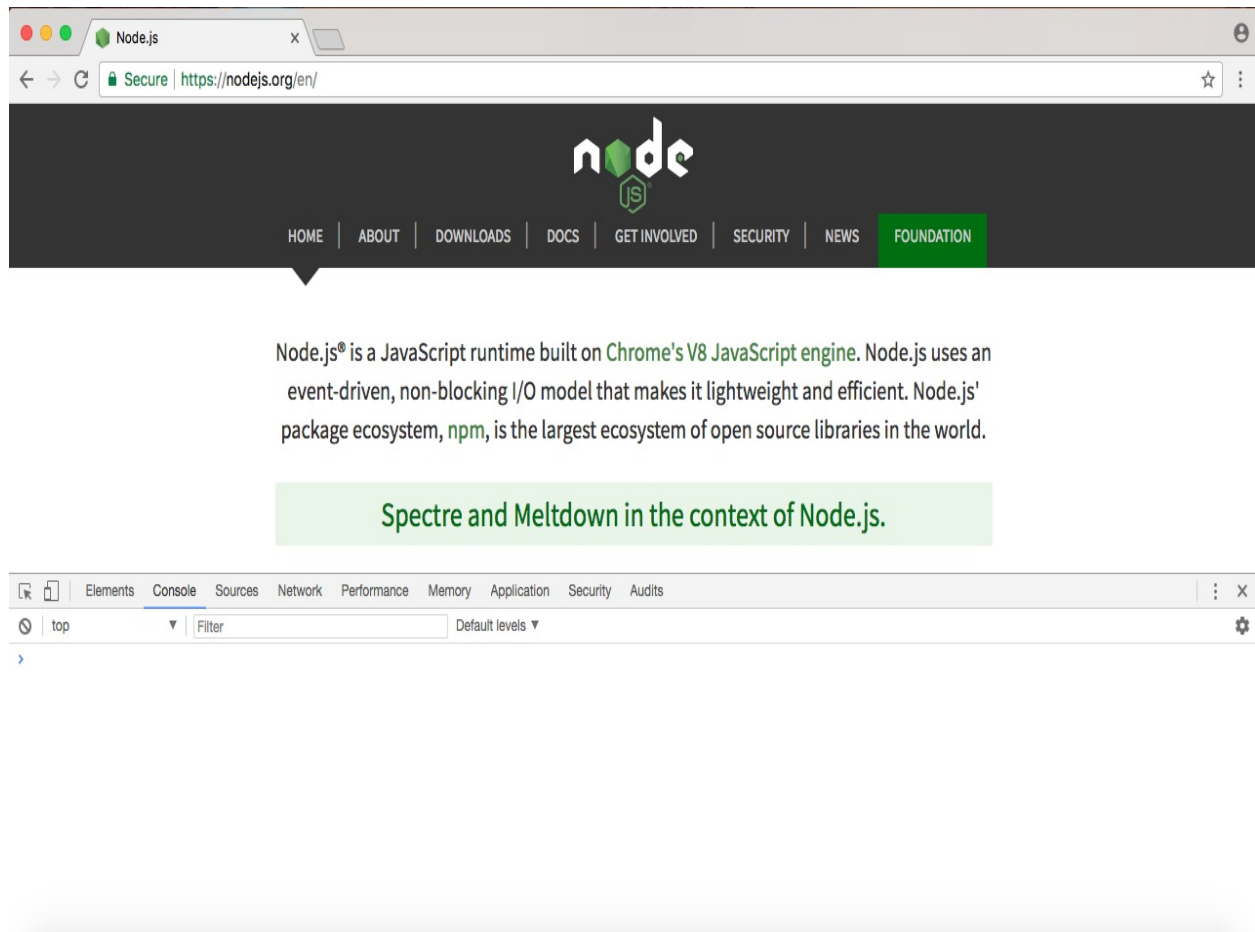 Node.js
Secure https://nodejs.org/en/
node
JS
HOME ABOUT DOWNLOADS DOCS GET INVOLVED SECURITY NEWS FOUNDATION
Node.js® is a JavaScript runtime built on Chrome's V8 JavaScript engine. Node.js uses an
event-driven, non-blocking I/O model that makes it lightweight and efficient. Node.js'
package ecosystem, npm, is the largest ecosystem of open source libraries in the world.
Spectre and Meltdown in the context of Node.js.
Elements Console Sources Network Performance Memory Application Security Audits
top Filter Default levels